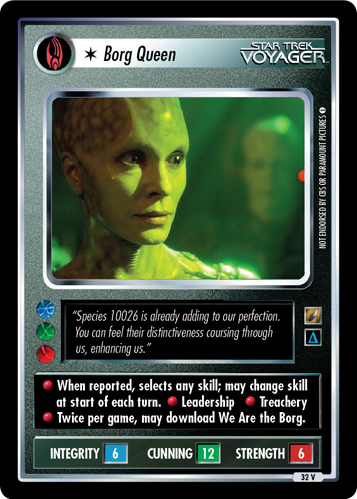 ✶ Borg Queen
STAR TREK
VOYAGER
NOT ENDORSED BY CBS OR PARAMOUNT PICTURES
"Species 10026 is already adding to our perfection.
You can feel their distinctiveness coursing through
us, enhancing us."
• When reported, selects any skill; may change skill
at start of each turn. • Leadership • Treachery
• Twice per game, may download We Are the Borg.
INTEGRITY 6 CUNNING 12 STRENGTH 6
32 V